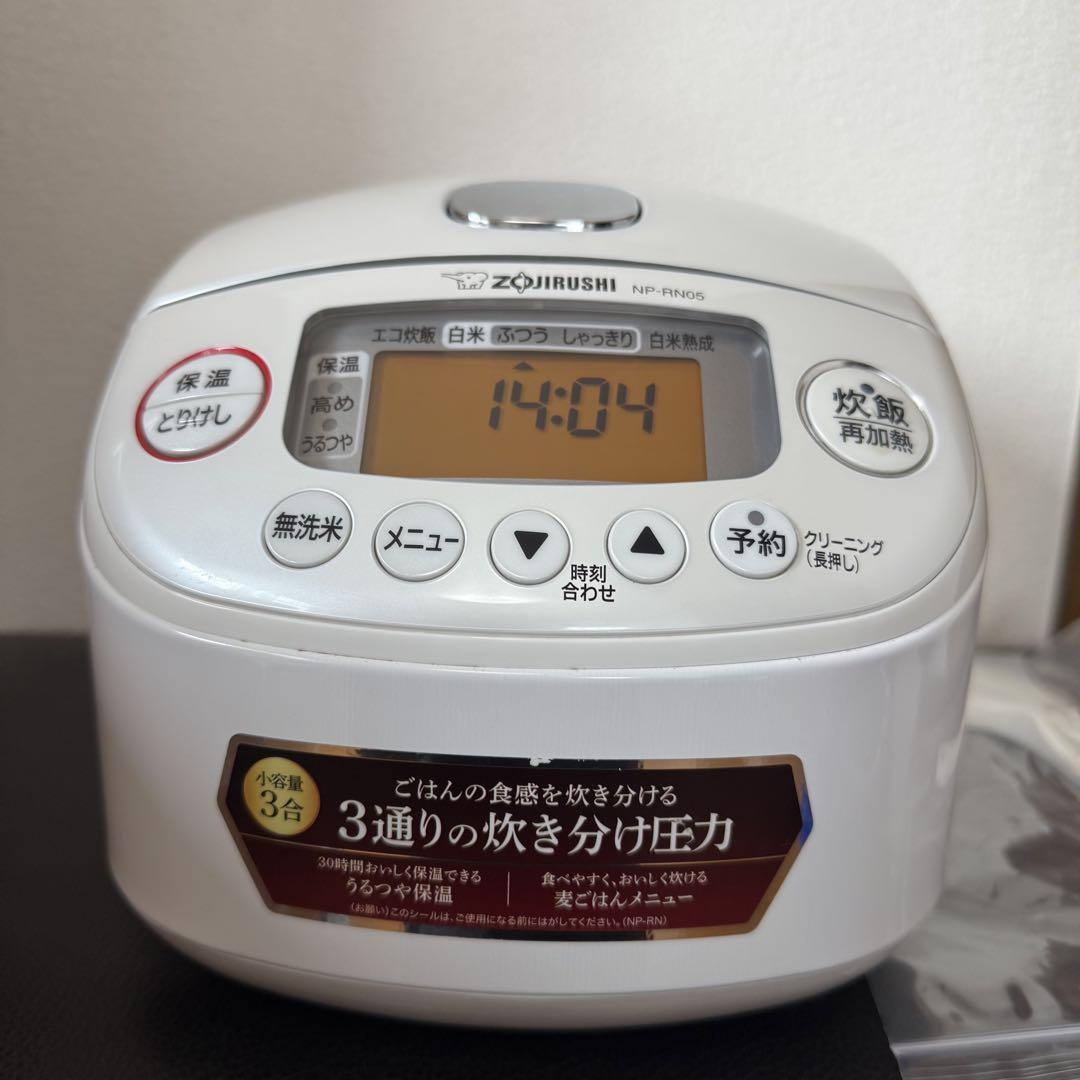 ZOJIRUSHI NP-RN05
エコ炊飯 白米 ふつう しゃっきり 白米熟成
保温
高め
うるつや
14:04
保温
とりけし
炊飯
再加熱
無洗米
メニュー
▼
▲
時刻
合わせ
予約
クリーニング
(長押し)
小容量
3合
ごはんの食感を炊き分ける
3通りの炊き分け圧力
30時間おいしく保温できる
うるつや保温
食べやすく、おいしく炊ける
麦ごはんメニュー
(お願い)このシールは、ご使用になる前にはがしてください。(NP-RN)